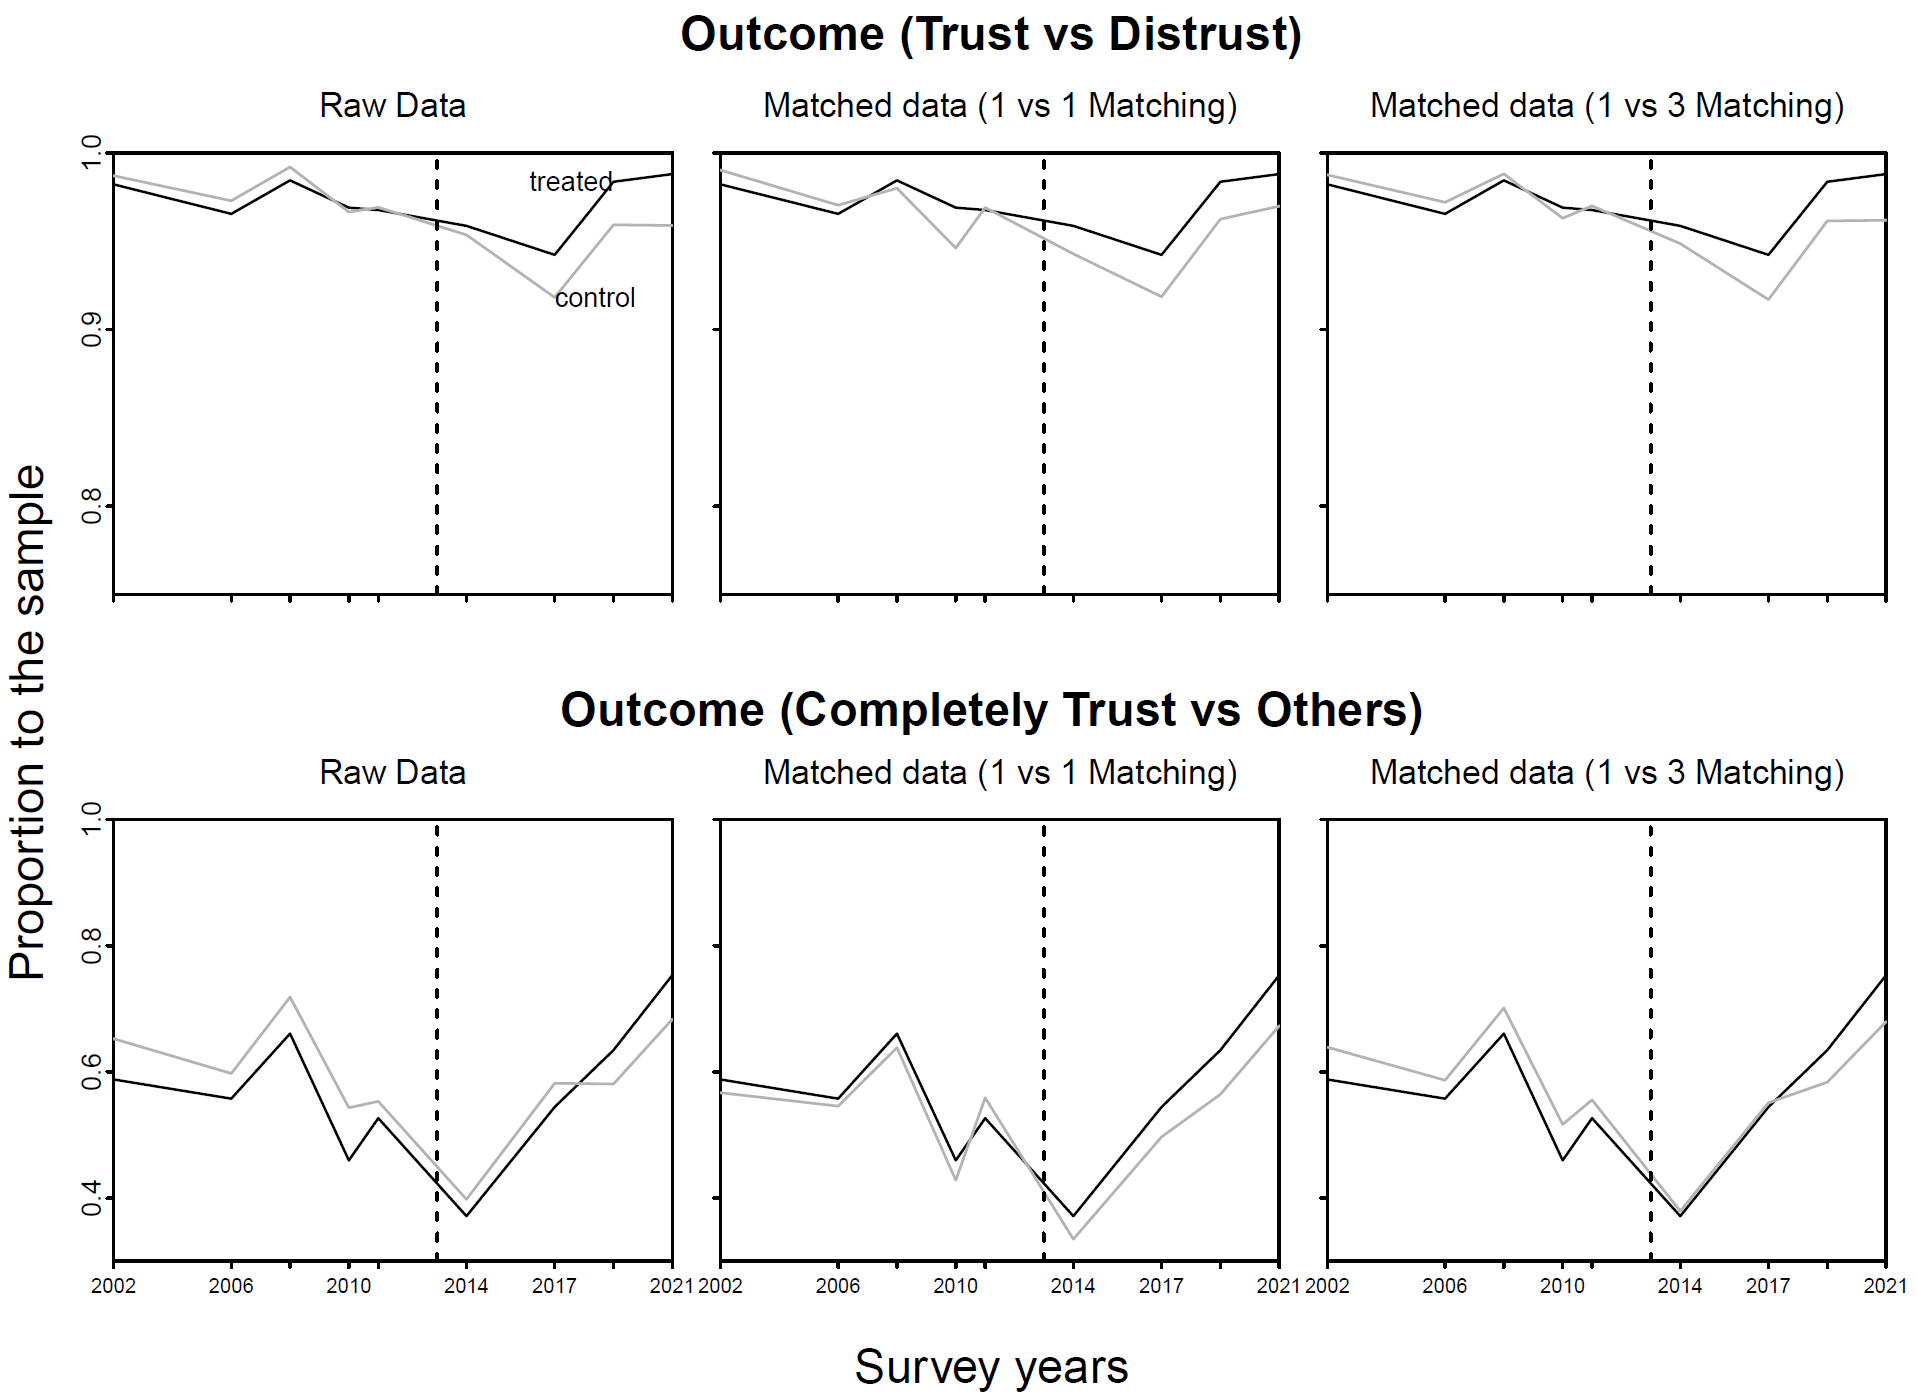 Outcome (Trust vs Distrust)
Raw Data
Matched data (1 vs 1 Matching)
Matched data (1 vs 3 Matching)
1.0
0.9
0.8
treated
control
Proportion to the sample
Outcome (Completely Trust vs Others)
Raw Data
Matched data (1 vs 1 Matching)
Matched data (1 vs 3 Matching)
1.0
0.8
0.6
0.4
2002 2006 2010 2014 2017 2021 2002 2006 2010 2014 2017 2021 2002 2006 2010 2014 2017 2021
Survey years